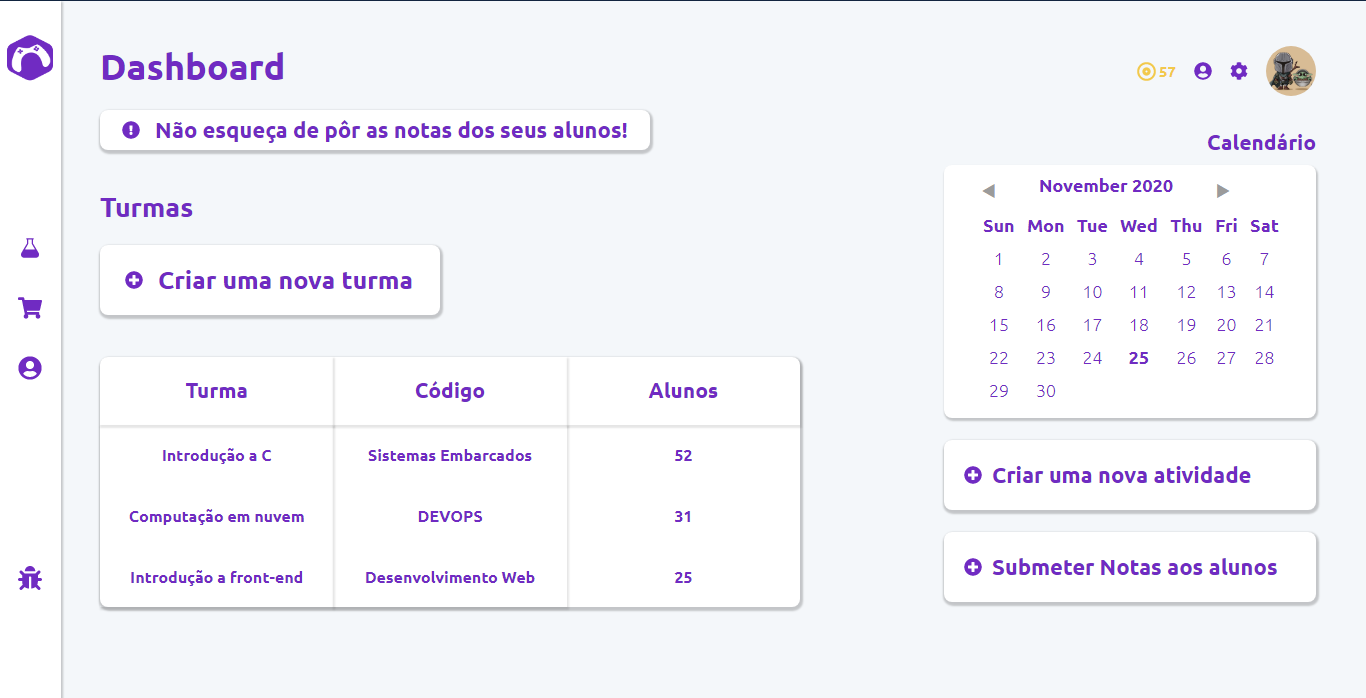 Dashboard
57
Não esqueça de pôr as notas dos seus alunos!
Calendário
November 2020
Sun Mon Tue Wed Thu Fri Sat
1 2 3 4 5 6 7
8 9 10 11 12 13 14
15 16 17 18 19 20 21
22 23 24 25 26 27 28
29 30
Turmas
Criar uma nova turma
Turma Código Alunos
Introdução a C Sistemas Embarcados 52
Computação em nuvem DEVOPS 31
Introdução a front-end Desenvolvimento Web 25
Criar uma nova atividade
Submeter Notas aos alunos